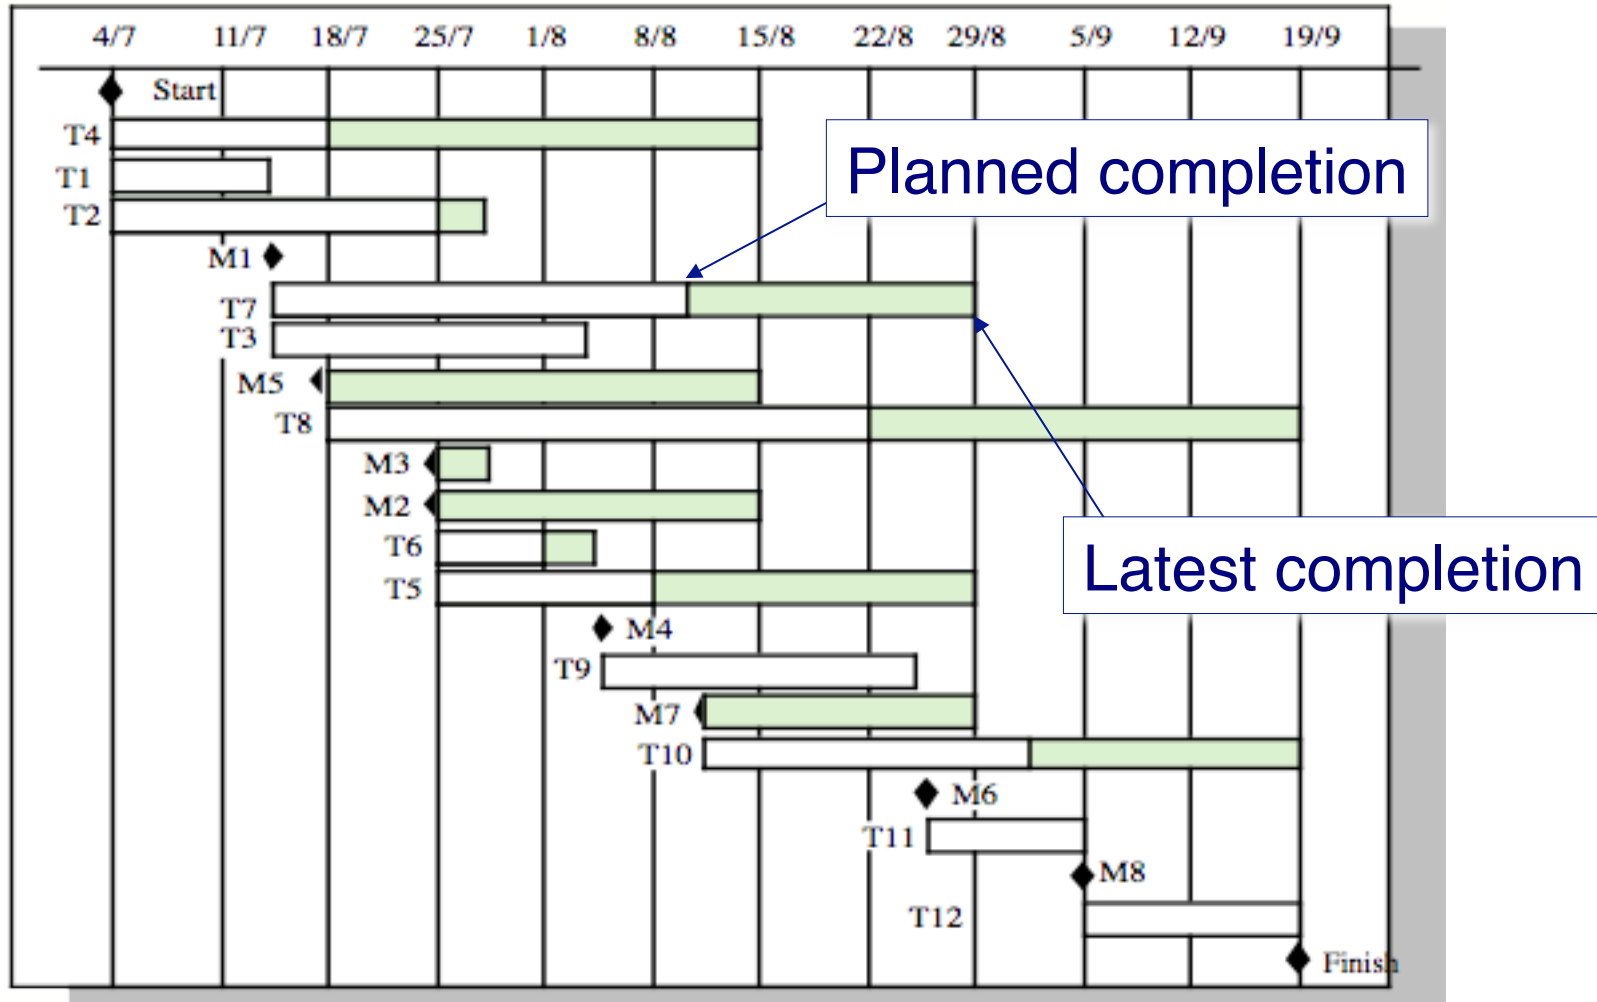 4/7 11/7 18/7 25/7 1/8 8/8 15/8 22/8 29/8 5/9 12/9 19/9
Start
T4
Planned completion
T1
T2
M1
T7
T3
M5
T8
M3
M2
T6
Latest completion
T5
M4
T9
M7
T10
M6
T11
M8
T12
Finish